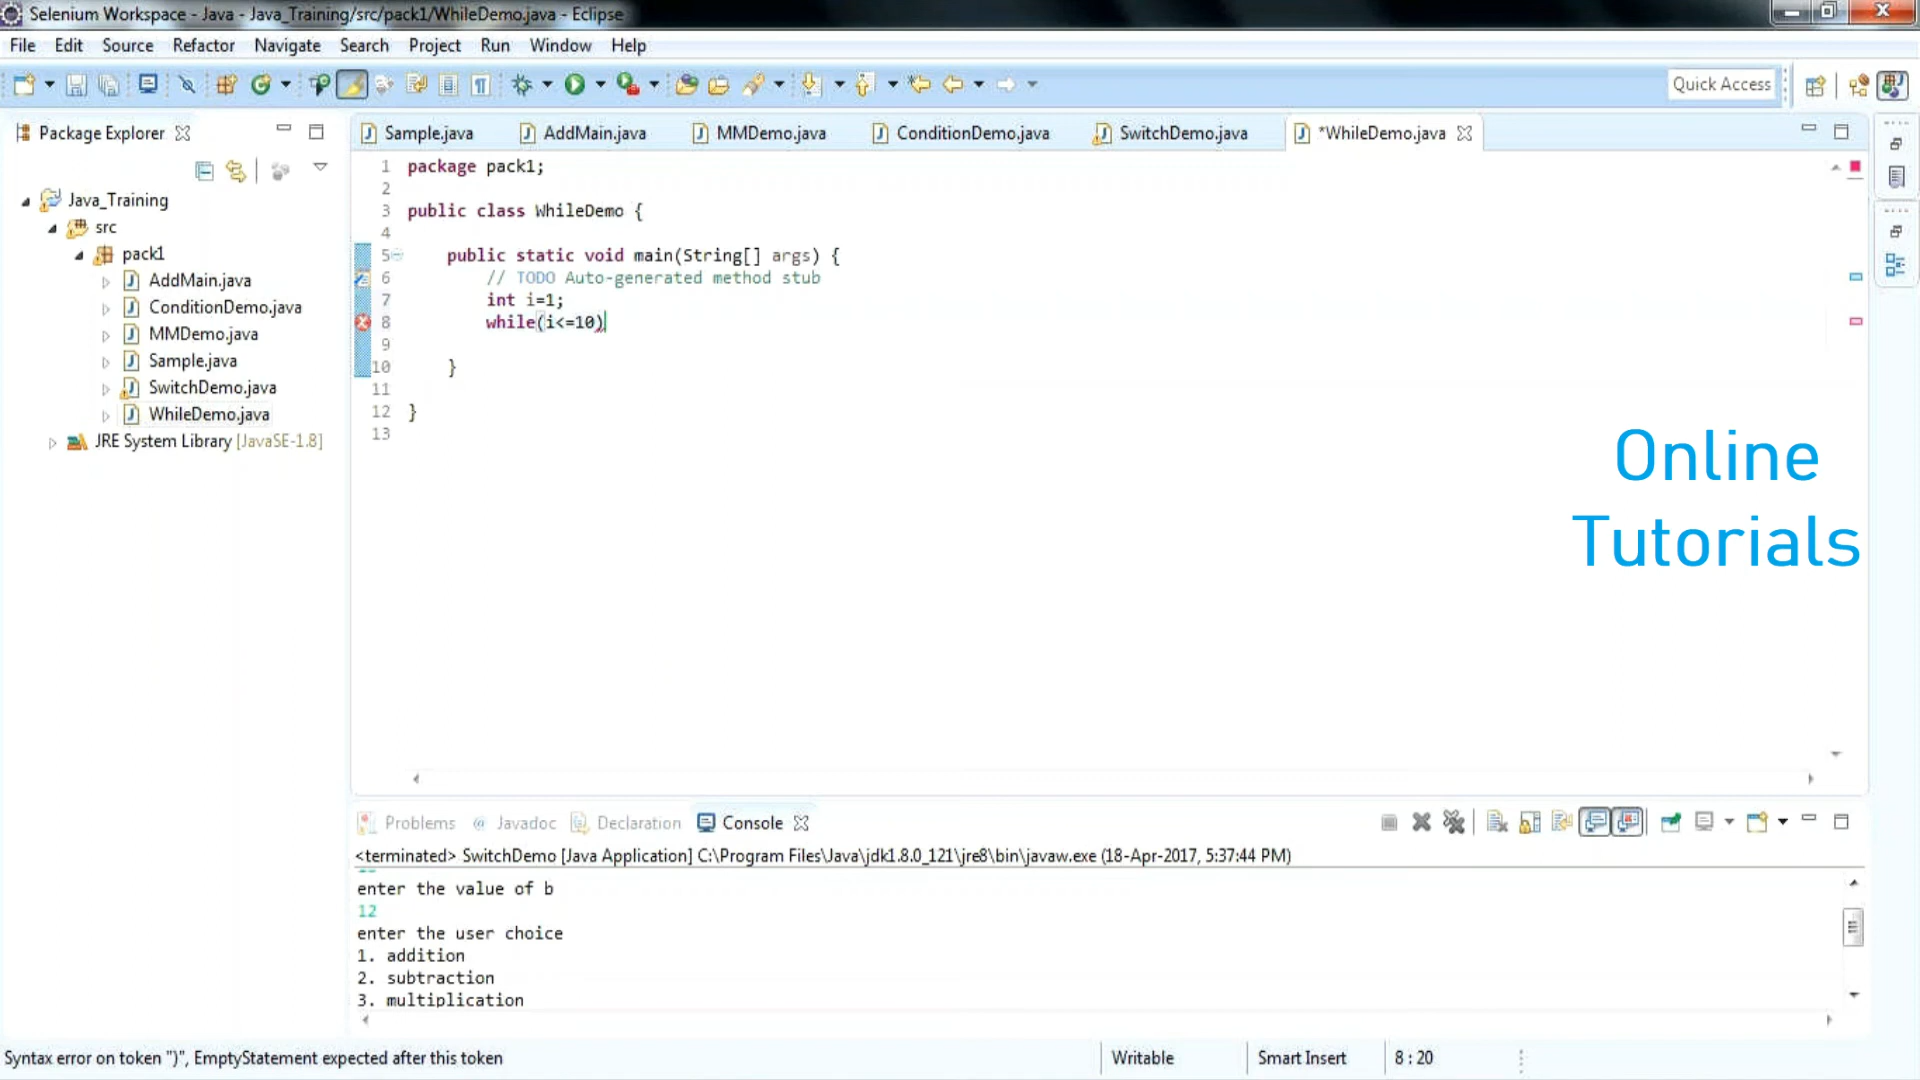 Selenium Workspace - Java - Java_Training/src/pack1/WhileDemo.java - Eclipse
File Edit Source Refactor Navigate Search Project Run Window Help
Quick Access
Package Explorer
Java_Training
src
pack1
AddMain.java
ConditionDemo.java
MMDemo.java
Sample.java
SwitchDemo.java
WhileDemo.java
JRE System Library [JavaSE-1.8]
Sample.java AddMain.java MMDemo.java ConditionDemo.java SwitchDemo.java *WhileDemo.java
1 package pack1;
2
3 public class WhileDemo {
4
5 public static void main(String[] args) {
6 // TODO Auto-generated method stub
7 int i=1;
8 while(i<=10)
9
10 }
11
12 }
13
Online
Tutorials
Problems @ Javadoc Declaration Console
<terminated> SwitchDemo [Java Application] C:\Program Files\Java\jdk1.8.0_121\jre8\bin\javaw.exe (18-Apr-2017, 5:37:44 PM)
enter the value of b
12
enter the user choice
1. addition
2. subtraction
3. multiplication
Syntax error on token ")", EmptyStatement expected after this token
Writable Smart Insert 8 : 20